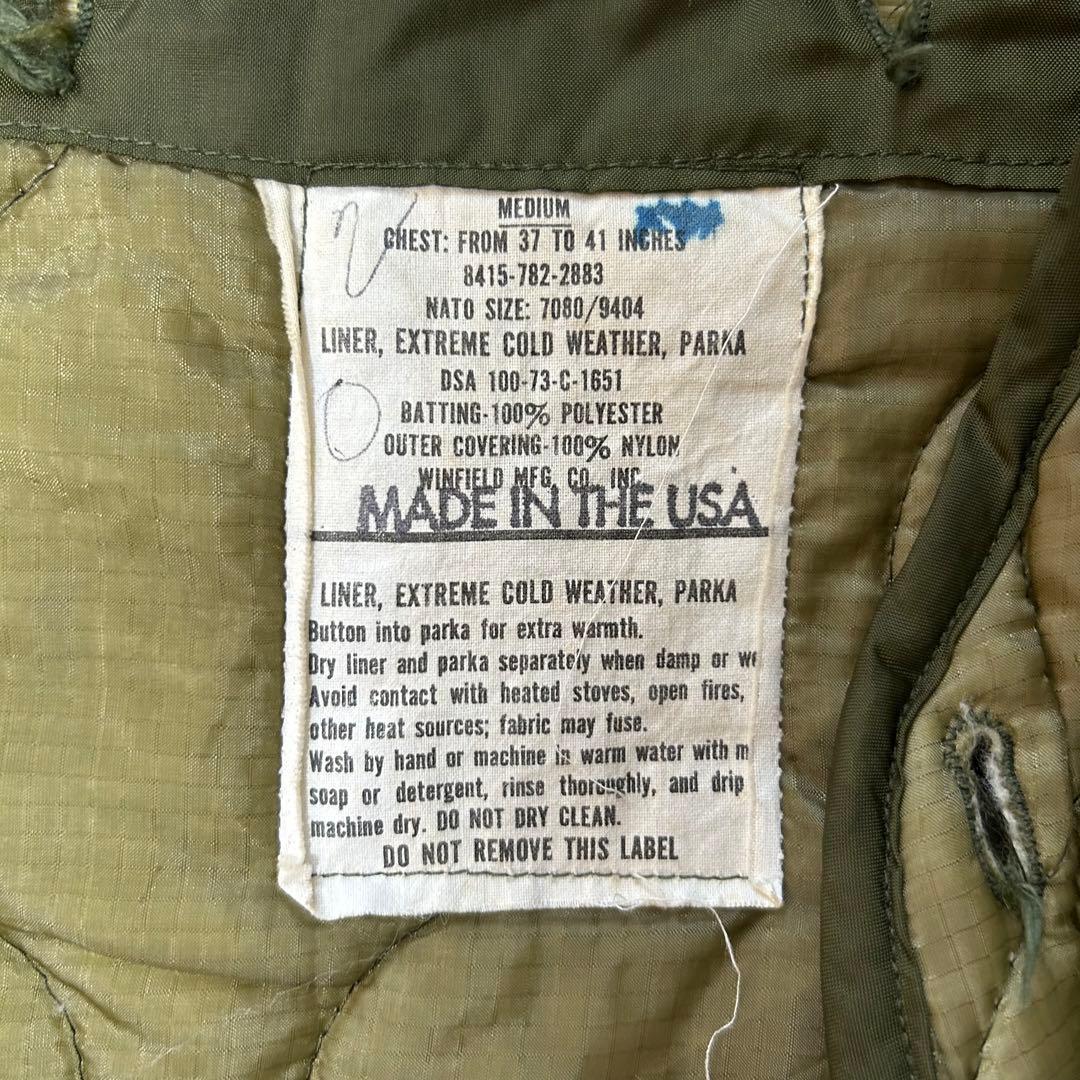 MEDIUM
CHEST: FROM 37 TO 41 INCHES
8415-782-2883
NATO SIZE: 7080/9404
LINER, EXTREME COLD WEATHER, PARKA
DSA 100-73-C-1651
BATTING-100% POLYESTER
OUTER COVERING-100% NYLON
WINFIELD MFG. CO., INC.
MADE IN THE USA
LINER, EXTREME COLD WEATHER, PARKA
Button into parka for extra warmth.
Dry liner and parka separately when damp or we
Avoid contact with heated stoves, open fires,
other heat sources; fabric may fuse.
Wash by hand or machine in warm water with m
soap or detergent, rinse thoroughly, and drip
machine dry. DO NOT DRY CLEAN.
DO NOT REMOVE THIS LABEL